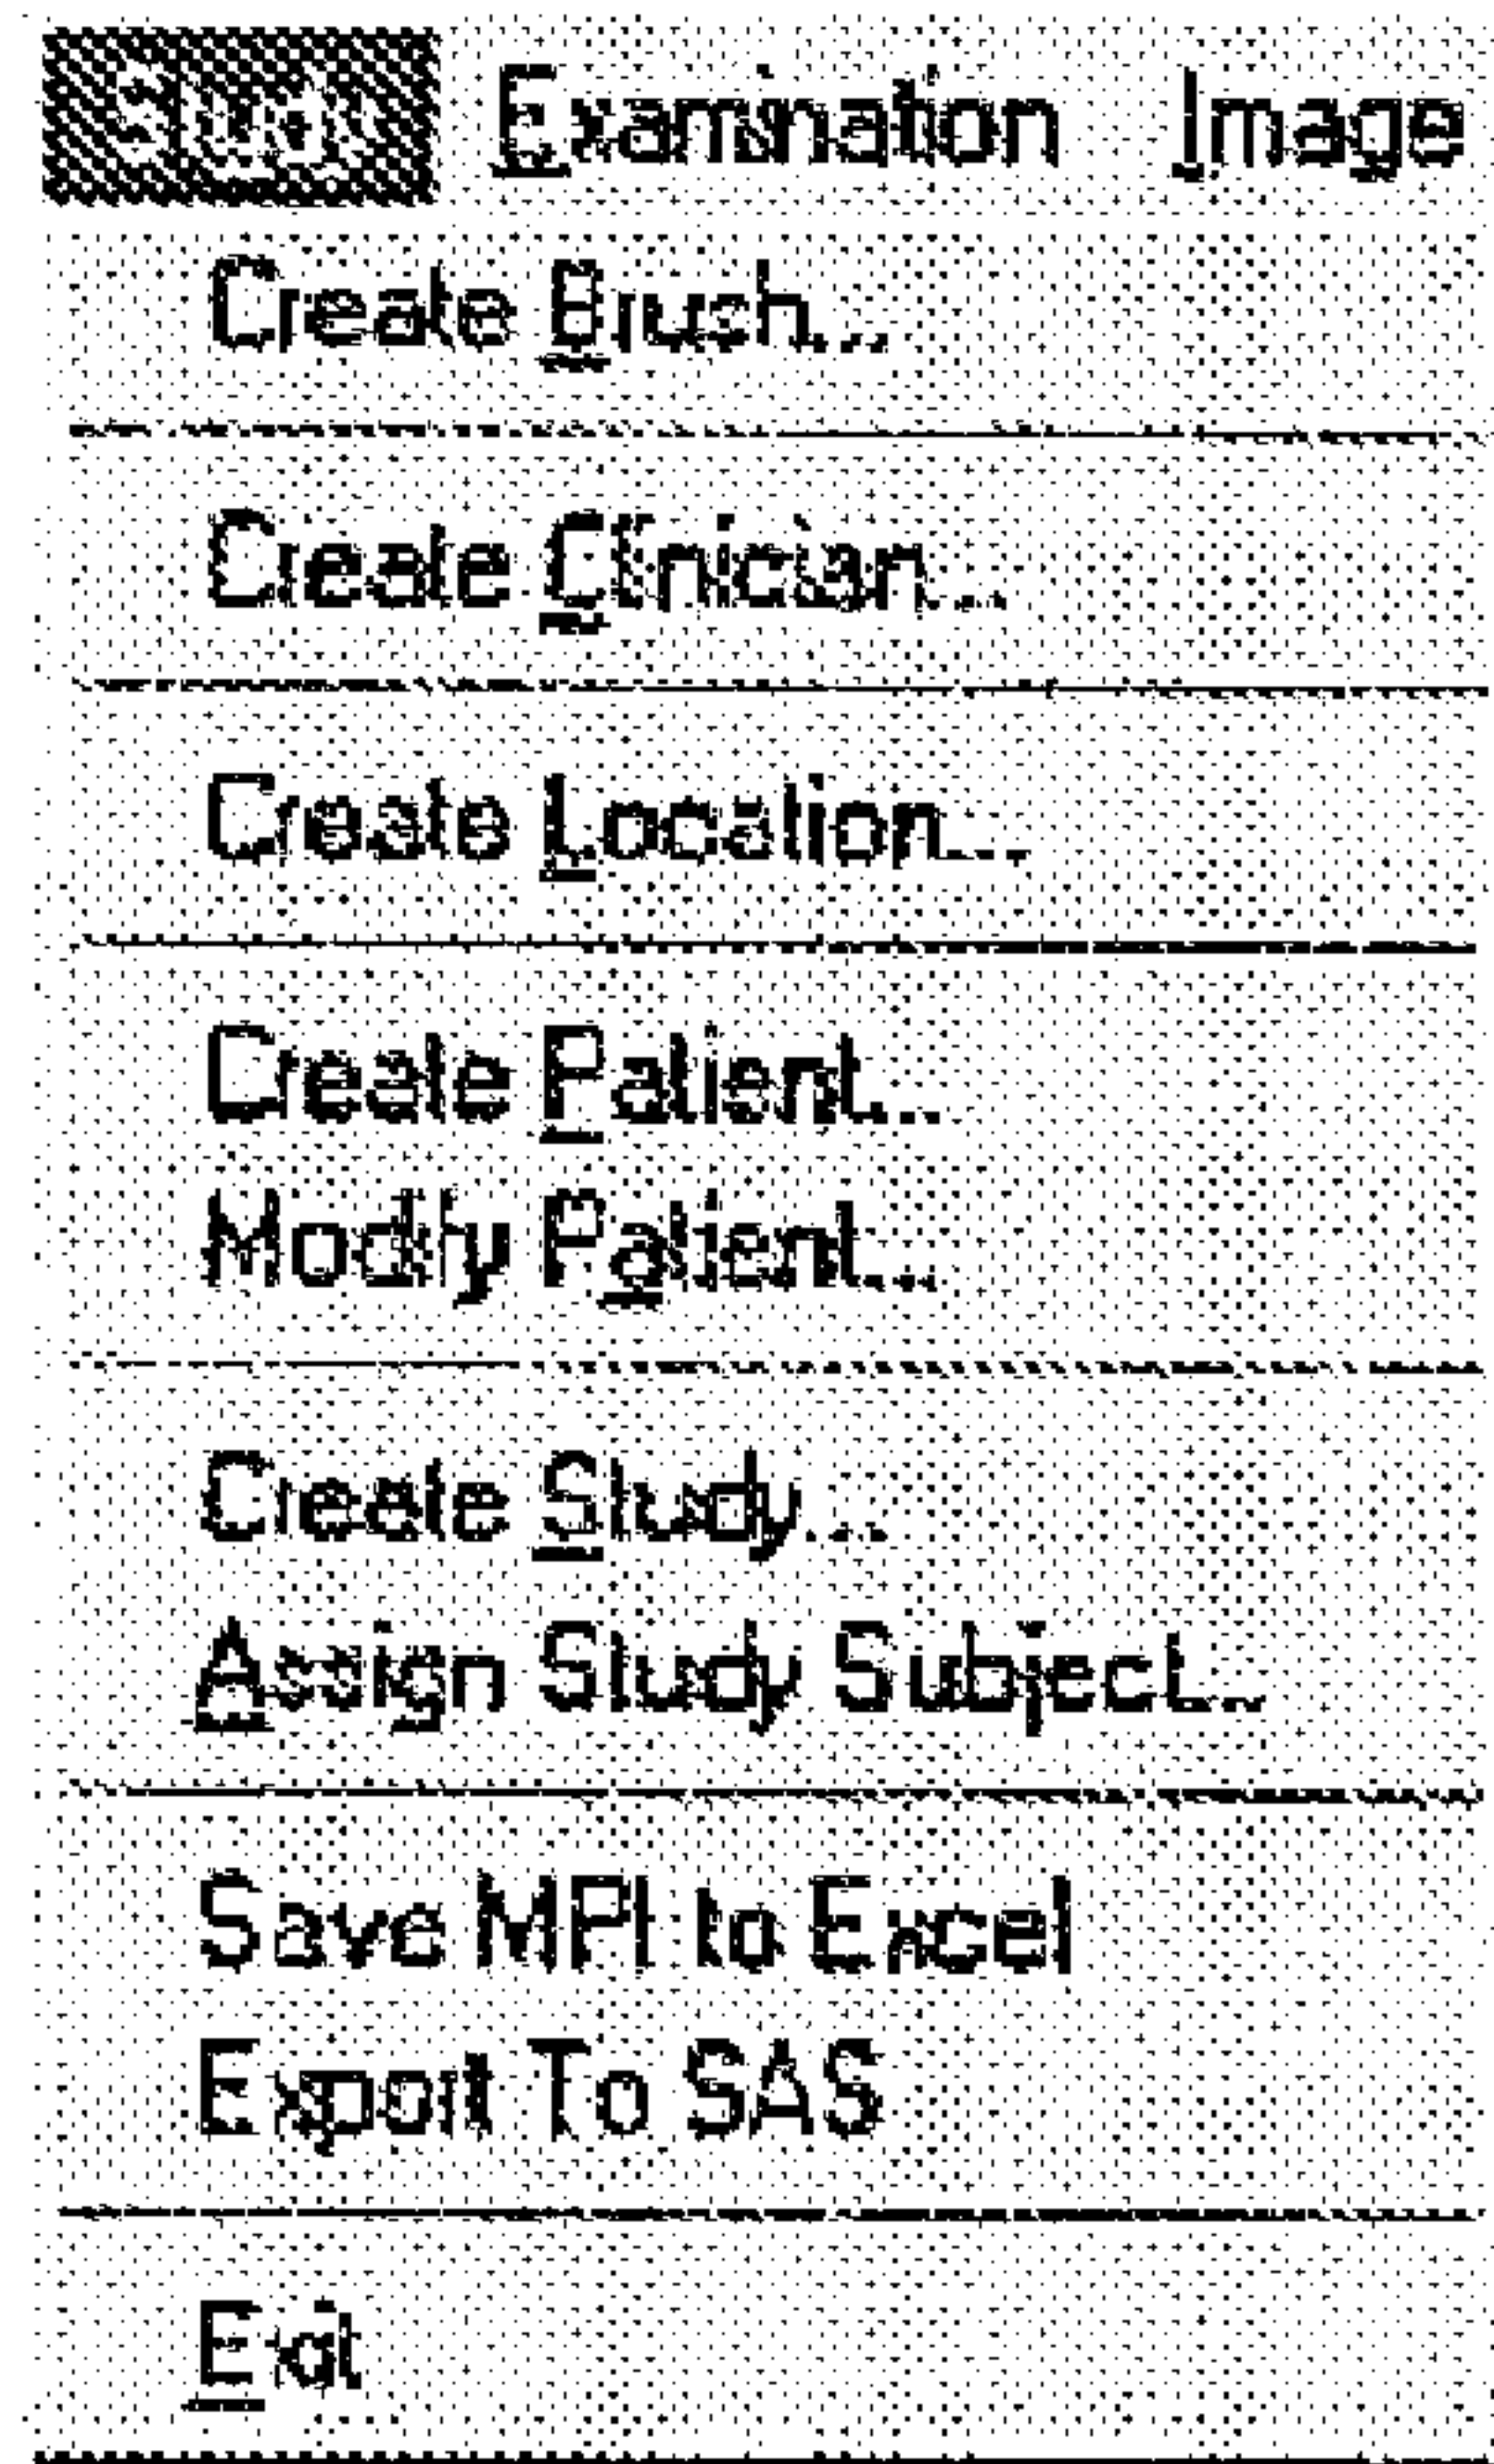 Examination Image
Create Brush...
Create Clinician...
Create Location...
Create Patient...
Modify Patient...
Create Study...
Assign Study Subject...
Save MPI to Excel
Export To SAS
Exit